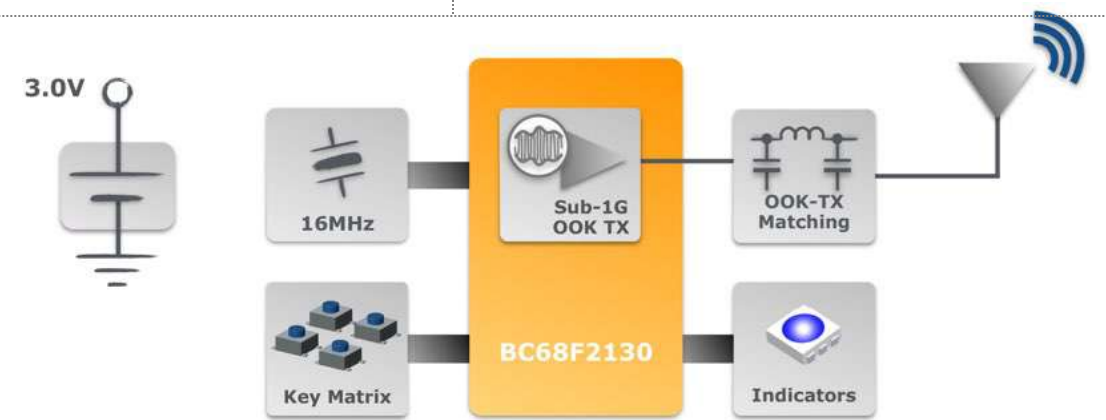 3.0V
16MHz
Sub-1G
OOK TX
OOK-TX
Matching
Key Matrix
BC68F2130
Indicators